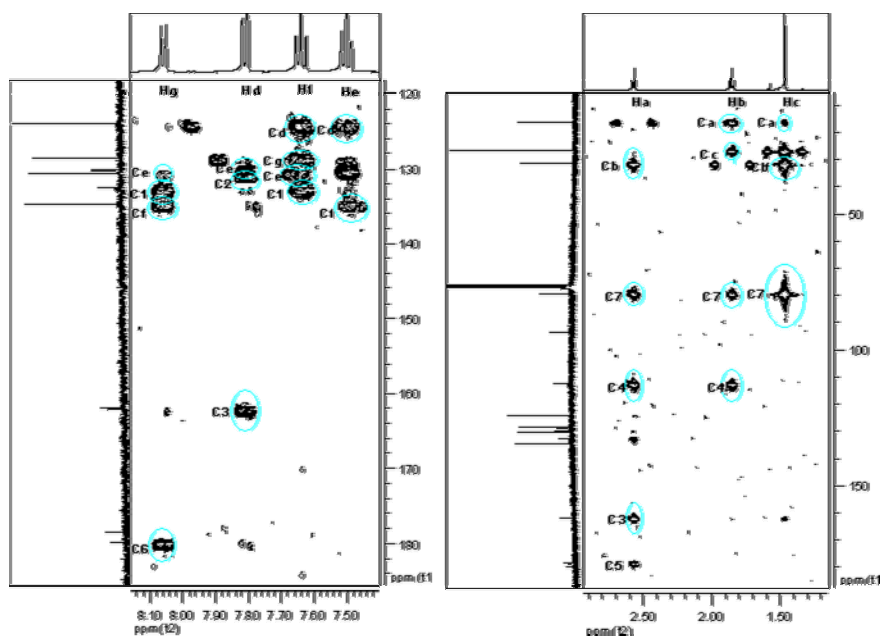 Hg Hd Hf He
Ha Hb Hc
120
Cd
Ca Ca
Cg
Cc
Ce Ce
130
Cb
C1 C2 C1
Cf
50
140
C7 C7 C7
150
100
C4 C4
160
C3
170
150
C3
180
C6
C5
ppm (f1
ppm (f1
8.10 8.00 7.90 7.80 7.70 7.60 7.50
2.50 2.00 1.50
ppm (f2)
ppm (f2)